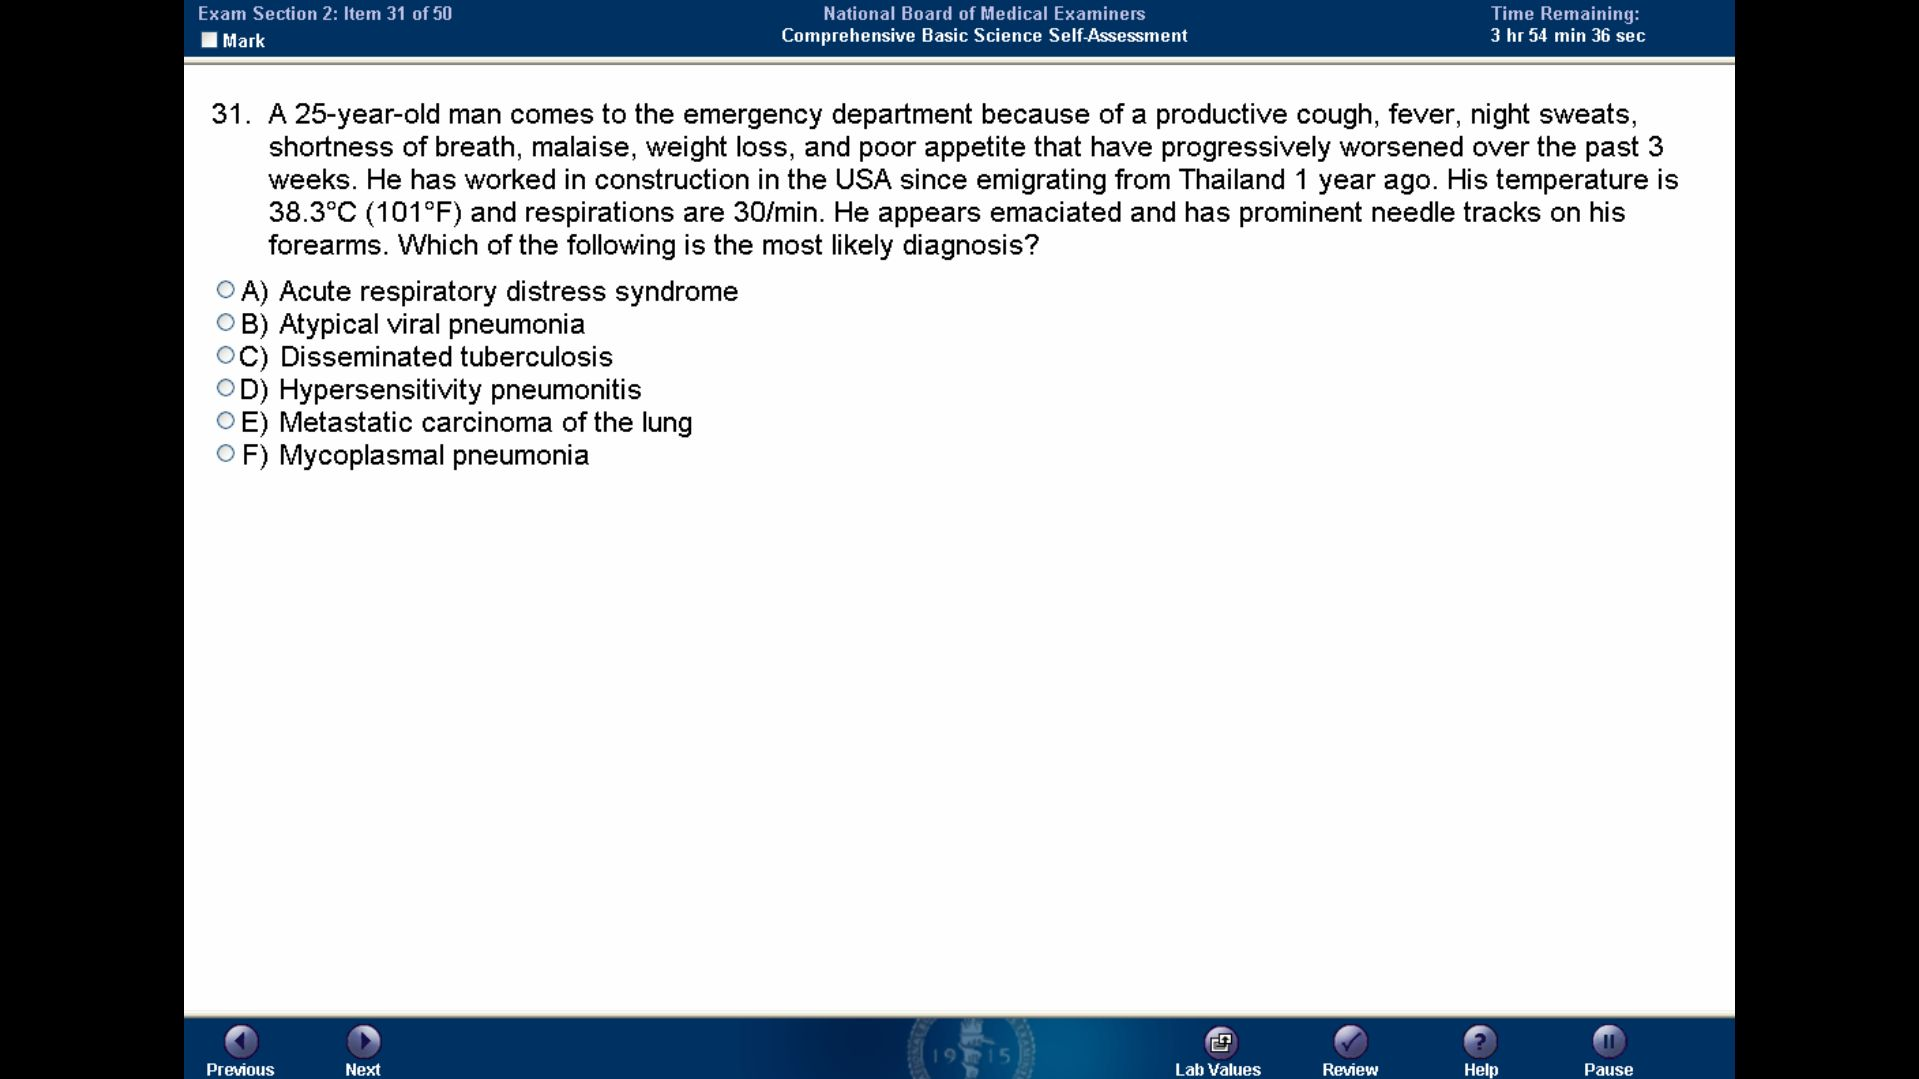 Exam Section 2: Item 31 of 50
National Board of Medical Examiners
Time Remaining:
Mark
Comprehensive Basic Science Self-Assessment
3 hr 54 min 36 sec
31. A 25-year-old man comes to the emergency department because of a productive cough, fever, night sweats,
shortness of breath, malaise, weight loss, and poor appetite that have progressively worsened over the past 3
weeks. He has worked in construction in the USA since emigrating from Thailand 1 year ago. His temperature is
38.3°C (101°F) and respirations are 30/min. He appears emaciated and has prominent needle tracks on his
forearms. Which of the following is the most likely diagnosis?
A) Acute respiratory distress syndrome
B) Atypical viral pneumonia
C) Disseminated tuberculosis
D) Hypersensitivity pneumonitis
E) Metastatic carcinoma of the lung
F) Mycoplasmal pneumonia
19 15
Previous
Next
Lab Values
Review
Help
Pause